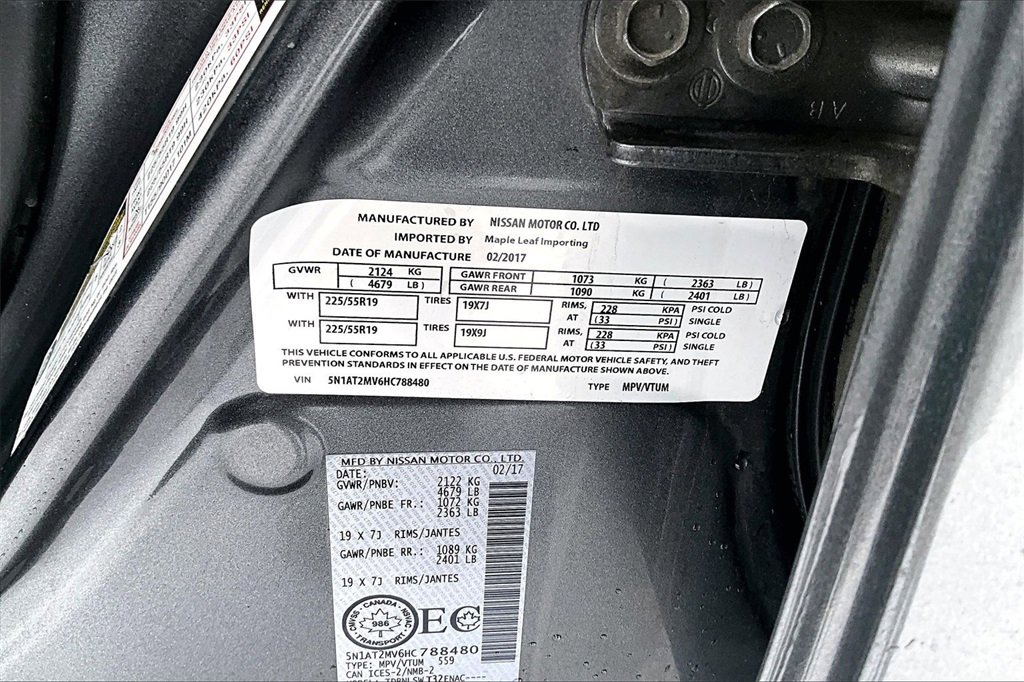 MANUFACTURED BY NISSAN MOTOR CO. LTD
IMPORTED BY Maple Leaf Importing
DATE OF MANUFACTURE 02/2017
GVWR 2124 KG GAWR FRONT 1073 KG ( 2363 LB )
( 4679 LB ) GAWR REAR 1090 KG ( 2401 LB )
WITH 225/55R19 TIRES 19X7J RIMS, 228 KPA PSI COLD
AT (33 PSI) SINGLE
WITH 225/55R19 TIRES 19X9J RIMS, 228 KPA PSI COLD
AT (33 PSI) SINGLE
THIS VEHICLE CONFORMS TO ALL APPLICABLE U.S. FEDERAL MOTOR VEHICLE SAFETY, AND THEFT
PREVENTION STANDARDS IN EFFECT ON THE DATE OF MANUFACTURE SHOWN ABOVE.
VIN 5N1AT2MV6HC788480 TYPE MPV/VTUM
MFD BY NISSAN MOTOR CO., LTD.
DATE: 02/17
GVWR/PNBV: 2122 KG
4679 LB
GAWR/PNBE FR.: 1072 KG
2363 LB
19 X 7J RIMS/JANTES
GAWR/PNBE RR.: 1089 KG
2401 LB
19 X 7J RIMS/JANTES
CMVSS - CANADA - NSVAC
986
TRANSPORT
EC
5N1AT2MV6HC788480
TYPE: MPV/VTUM 559
CAN ICES-2/NMB-2
T32ENAC----
AB